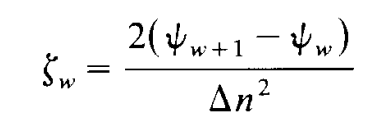 ζ_w = 2(ψ_{w+1} − ψ_w) / Δn²